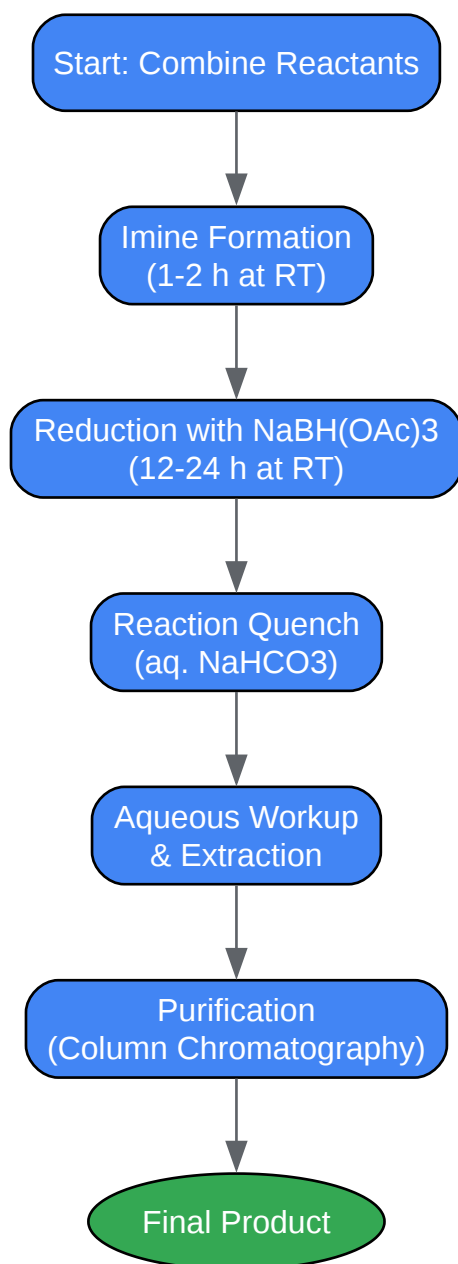 Start: Combine Reactants
Imine Formation
(1-2 h at RT)
Reduction with NaBH(OAc)3
(12-24 h at RT)
Reaction Quench
(aq. NaHCO3)
Aqueous Workup
& Extraction
Purification
(Column Chromatography)
Final Product